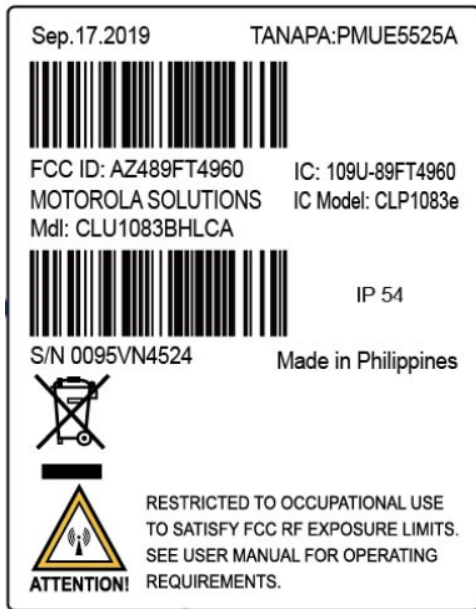 Sep.17.2019 TANAPA:PMUE5525A
FCC ID: AZ489FT4960 IC: 109U-89FT4960
MOTOROLA SOLUTIONS IC Model: CLP1083e
Mdl: CLU1083BHLCA
IP 54
S/N 0095VN4524 Made in Philippines
RESTRICTED TO OCCUPATIONAL USE
TO SATISFY FCC RF EXPOSURE LIMITS.
SEE USER MANUAL FOR OPERATING
REQUIREMENTS.
ATTENTION!